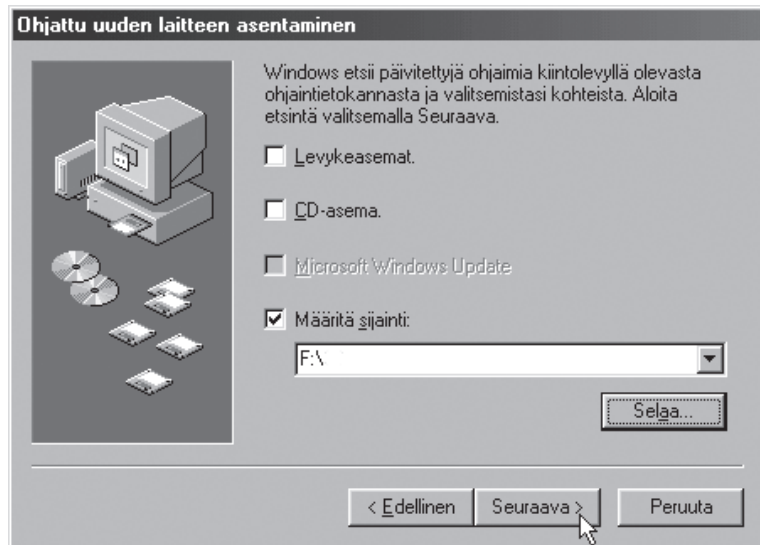 Ohjattu uuden laitteen asentaminen
Windows etsii päivitettyjä ohjaimia kiintolevyllä olevasta
ohjaintietokannasta ja valitsemistasi kohteista. Aloita
etsintä valitsemalla Seuraava.
Levykeasemat.
CD-asema.
Microsoft Windows Update
Määritä sijainti:
F:\
Selaa...
< Edellinen
Seuraava >
Peruuta